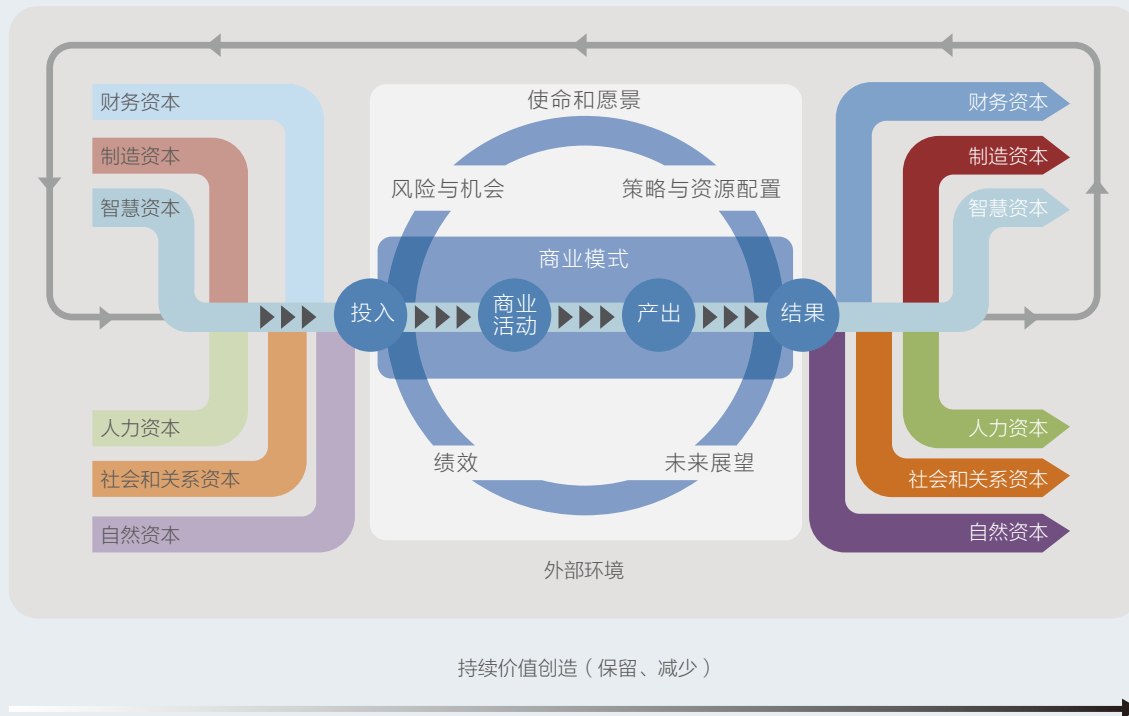 财务资本
制造资本
智慧资本
人力资本
社会和关系资本
自然资本
使命和愿景
风险与机会
策略与资源配置
商业模式
投入
商业
活动
产出
结果
绩效
未来展望
外部环境
财务资本
制造资本
智慧资本
人力资本
社会和关系资本
自然资本
持续价值创造（保留、减少）